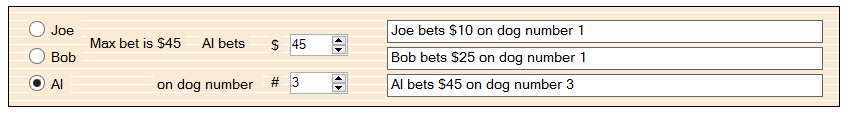 Joe
Bob
Al
Max bet is $45 Al bets $ 45
on dog number # 3
Joe bets $10 on dog number 1
Bob bets $25 on dog number 1
Al bets $45 on dog number 3